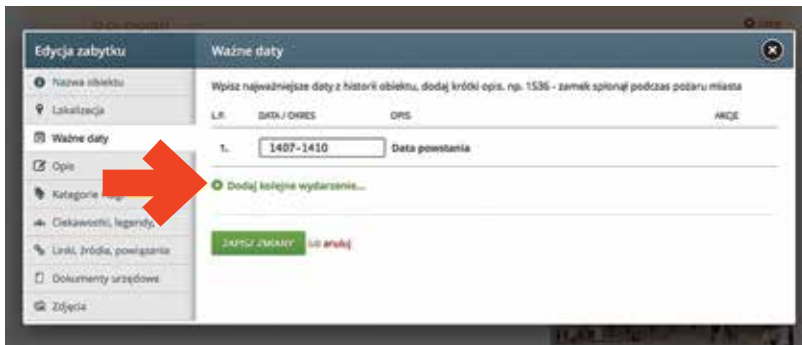 Edycja zabytku
Ważne daty
Nazwa obiektu
Lokalizacja
Ważne daty
Opis
Kategorie
Ciekawostki, legendy,
Linki, źródła, powiązania
Dokumenty urzędowe
Zdjęcia
Wpisz najważniejsze daty z historii obiektu, dodaj krótki opis. np. 1536 - zamek spłonął podczas pożaru miasta
L.P. DATA / OKRES OPIS AKCJE
1. 1407-1410 Data powstania
Dodaj kolejne wydarzenie...
ZAPISZ ZMIANY lub anuluj